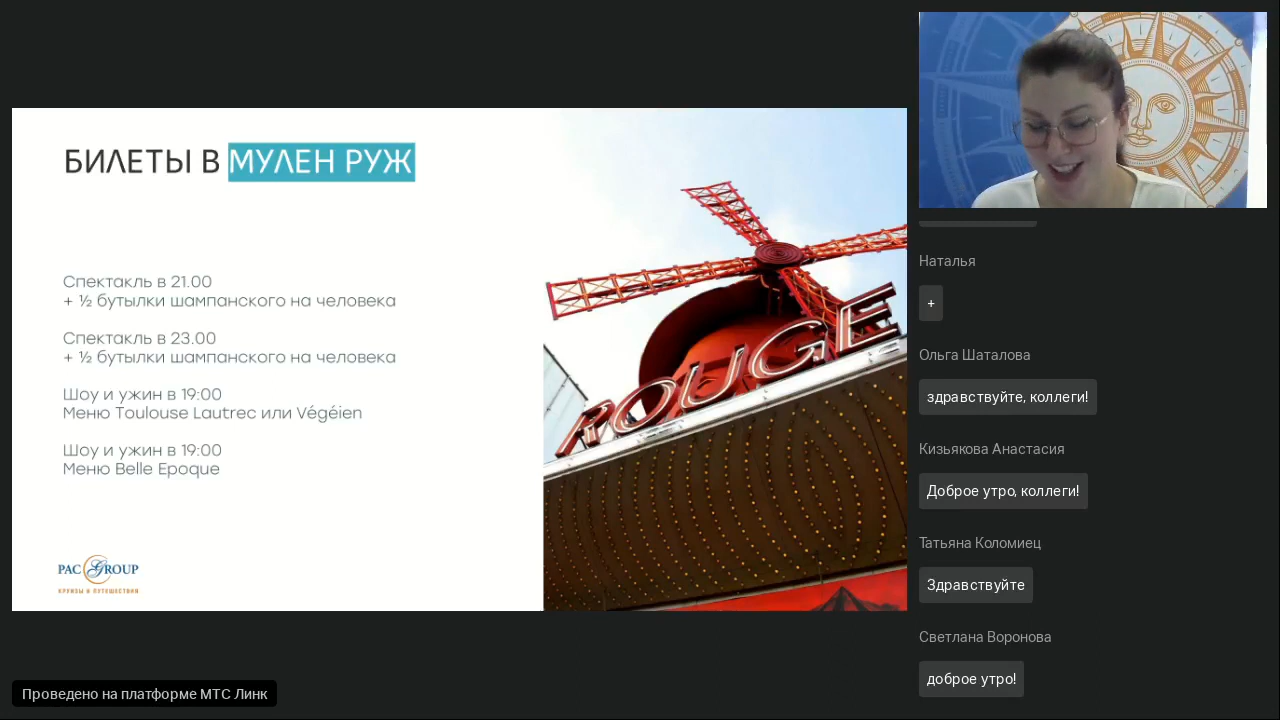 БИЛЕТЫ В МУЛЕН РУЖ
Спектакль в 21.00
+ ½ бутылки шампанского на человека
Спектакль в 23.00
+ ½ бутылки шампанского на человека
Шоу и ужин в 19:00
Меню Toulouse Lautrec или Végéien
Шоу и ужин в 19:00
Меню Belle Epoque
ROUGE
PAC GROUP
КРУИЗЫ И ПУТЕШЕСТВИЯ
Проведено на платформе МТС Линк
Наталья
+
Ольга Шаталова
здравствуйте, коллеги!
Кизьякова Анастасия
Доброе утро, коллеги!
Татьяна Коломиец
Здравствуйте
Светлана Воронова
доброе утро!